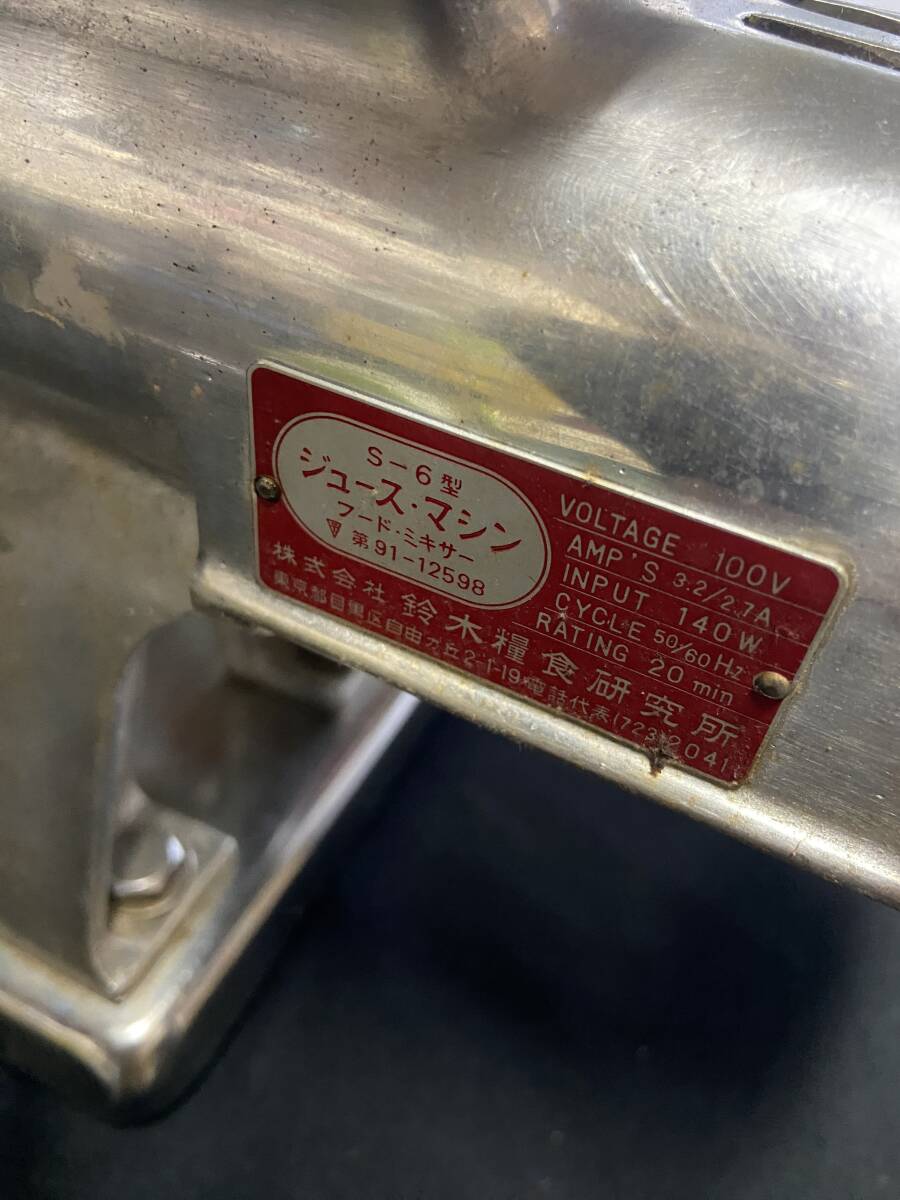 S-6型
ジュース・マシン
フード・ミキサー
第91-12598
VOLTAGE 100V
AMP'S 3.2/2.7A
INPUT 140W
CYCLE 50/60Hz
RATING 20min
株式会社 鈴木糧食研究所
東京都目黒区自由ガ丘2-1-19 電話代表(723)2041